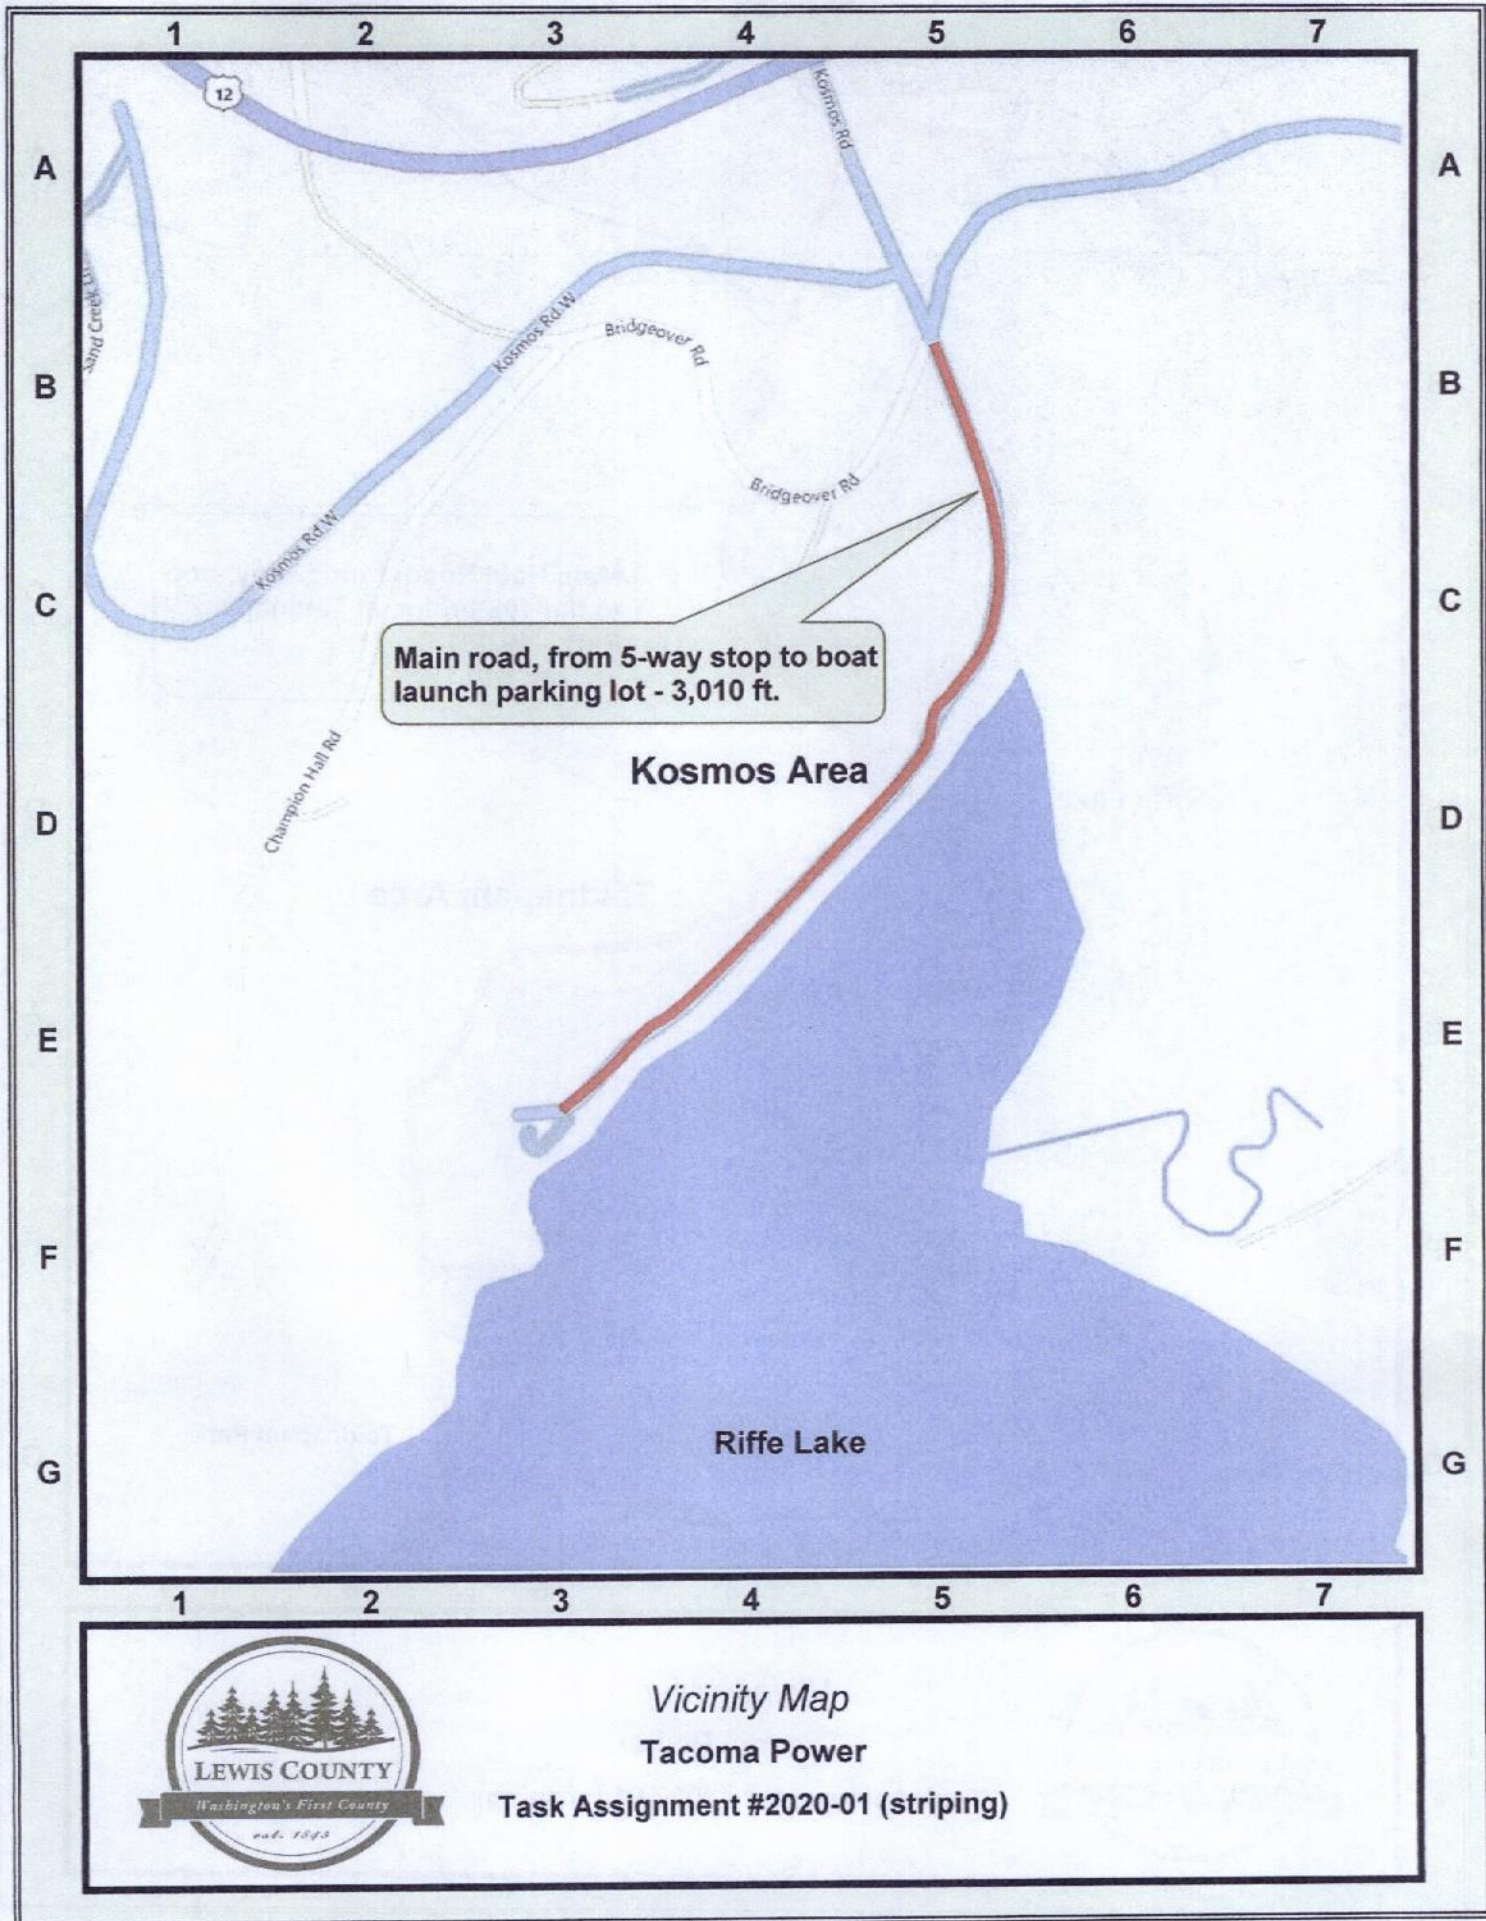 1 2 3 4 5 6 7
12
Kosmos Rd
A A
Sand Creek Ln
Kosmos Rd W
Bridgeover Rd
B B
Bridgeover Rd
Kosmos Rd W
C C
Main road, from 5-way stop to boat
launch parking lot - 3,010 ft.
Kosmos Area
Champion Hall Rd
D D
E E
F F
Riffe Lake
G G
1 2 3 4 5 6 7
Vicinity Map
Tacoma Power
Task Assignment #2020-01 (striping)
LEWIS COUNTY
Washington's First County
est. 1845